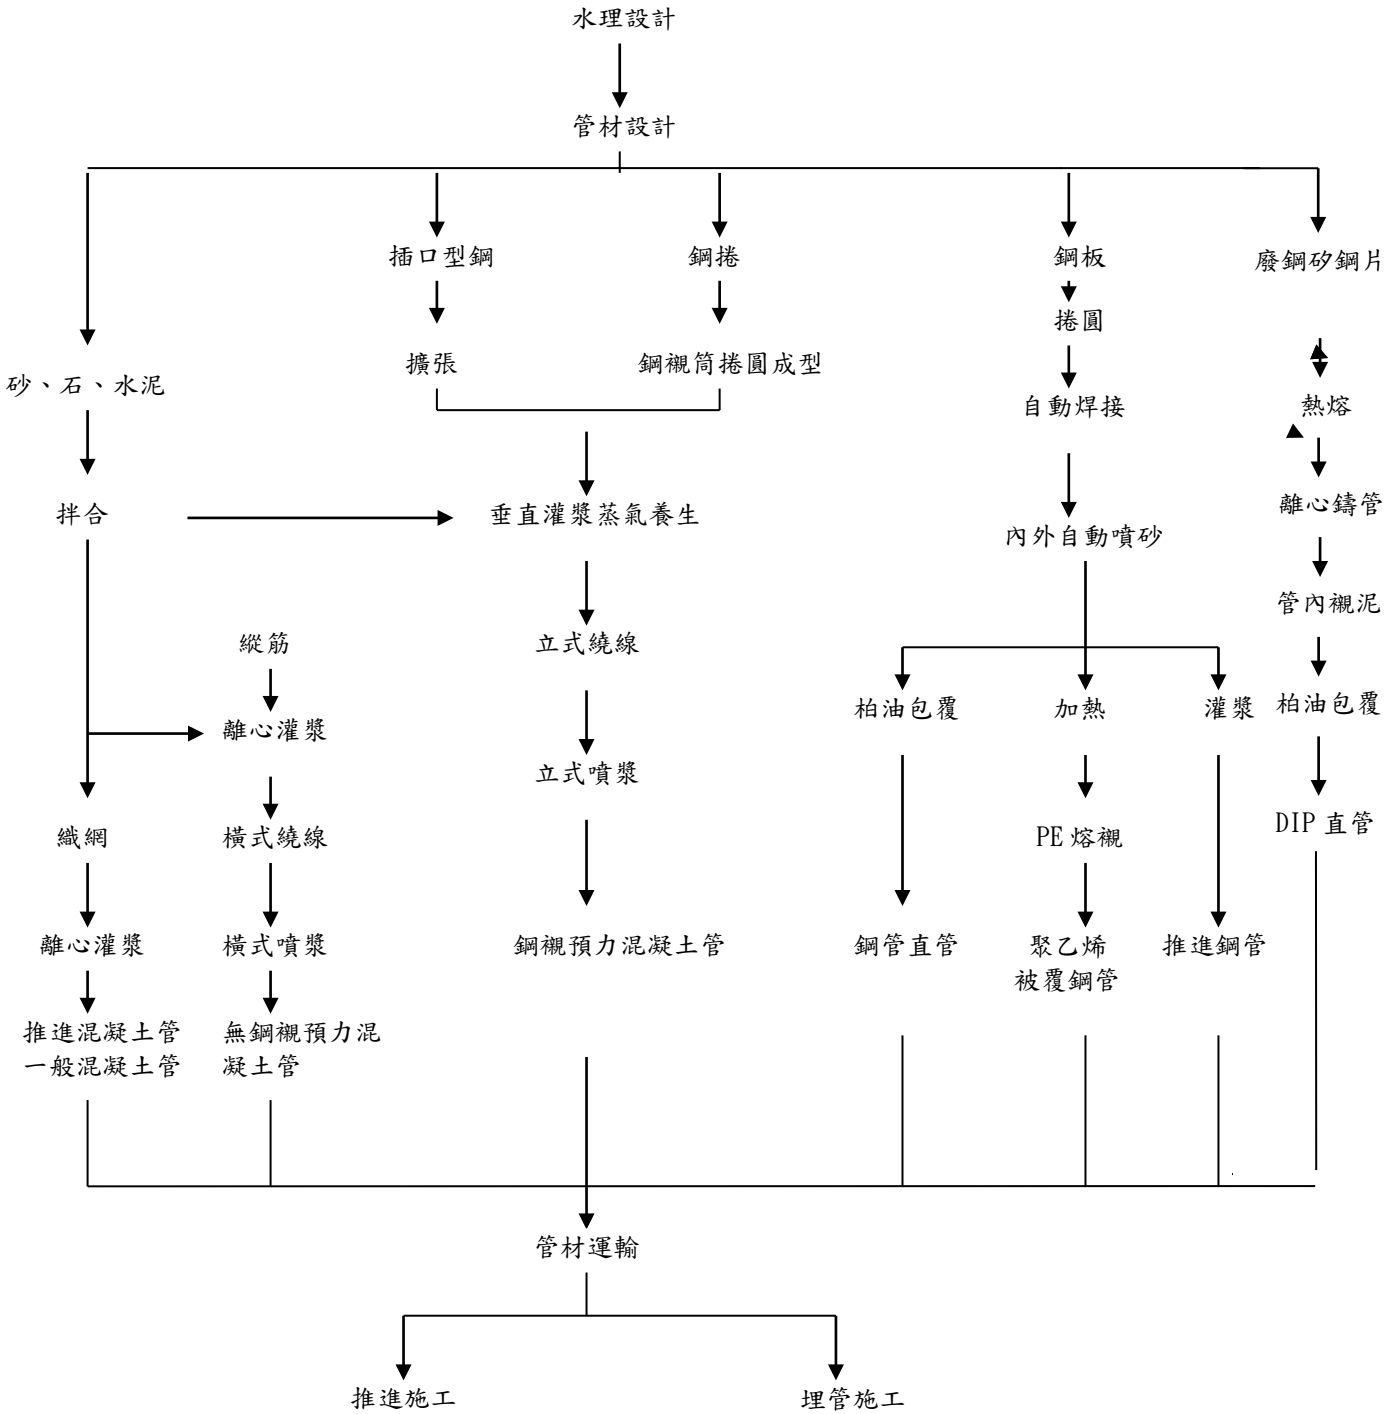 水理設計
管材設計
插口型鋼
鋼捲
鋼板
廢鋼矽鋼片
捲圓
擴張
鋼襯筒捲圓成型
砂、石、水泥
自動焊接
熱熔
拌合
垂直灌漿蒸氣養生
離心鑄管
內外自動噴砂
管內襯泥
縱筋
立式繞線
柏油包覆
加熱
灌漿
柏油包覆
離心灌漿
立式噴漿
織網
橫式繞線
PE 熔襯
DIP 直管
離心灌漿
橫式噴漿
鋼襯預力混凝土管
鋼管直管
聚乙烯
被覆鋼管
推進鋼管
推進混凝土管
一般混凝土管
無鋼襯預力混
凝土管
管材運輸
推進施工
埋管施工